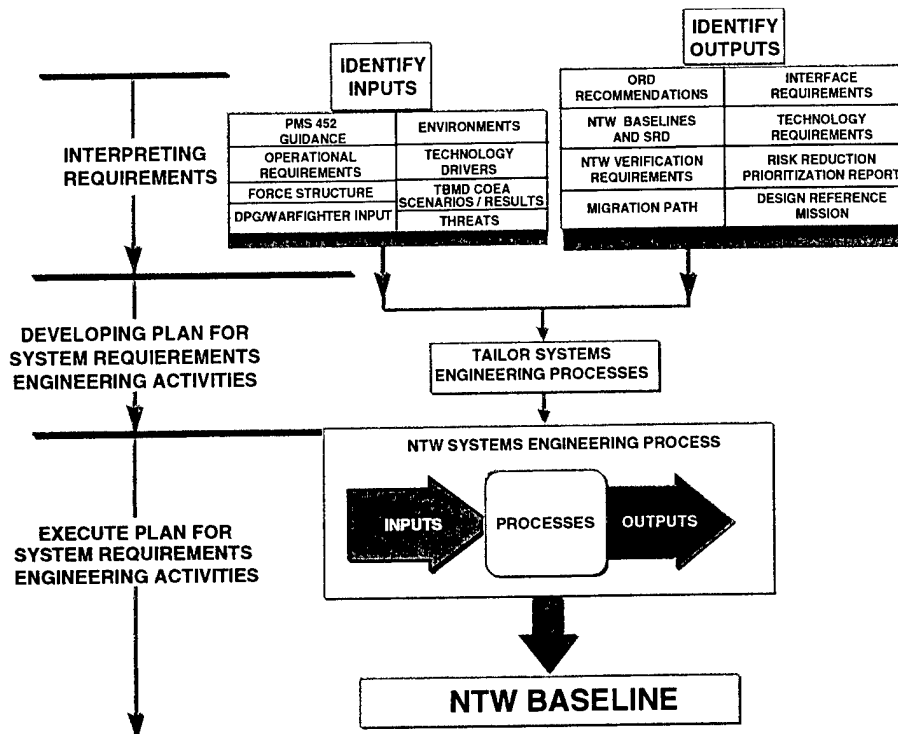 IDENTIFY
INPUTS
IDENTIFY
OUTPUTS
INTERPRETING
REQUIREMENTS
PMS 452
GUIDANCE
ENVIRONMENTS
OPERATIONAL
REQUIREMENTS
TECHNOLOGY
DRIVERS
FORCE STRUCTURE
TBMD COEA
SCENARIOS / RESULTS
DPG/WARFIGHTER INPUT
THREATS
ORD
RECOMMENDATIONS
INTERFACE
REQUIREMENTS
NTW BASELINES
AND SRD
TECHNOLOGY
REQUIREMENTS
NTW VERIFICATION
REQUIREMENTS
RISK REDUCTION
PRIORITIZATION REPORT
MIGRATION PATH
DESIGN REFERENCE
MISSION
DEVELOPING PLAN FOR
SYSTEM REQUIEREMENTS
ENGINEERING ACTIVITIES
TAILOR SYSTEMS
ENGINEERING PROCESSES
EXECUTE PLAN FOR
SYSTEM REQUIREMENTS
ENGINEERING ACTIVITIES
NTW SYSTEMS ENGINEERING PROCESS
INPUTS
PROCESSES
OUTPUTS
NTW BASELINE